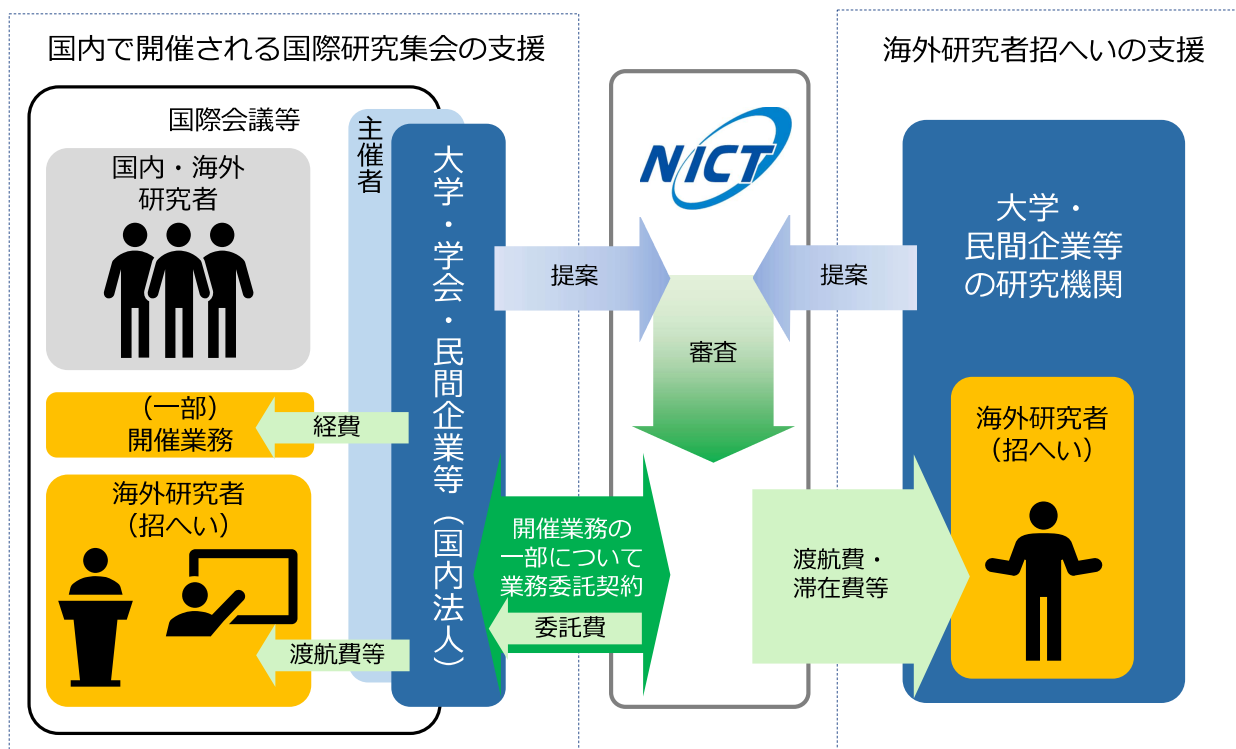 国内で開催される国際研究集会の支援
国際会議等
国内・海外
研究者
(一部)
開催業務
海外研究者
(招へい)
経費
渡航費等
主催者
大学・学会・民間企業等(国内法人)
提案
NICT
審査
開催業務の
一部について
業務委託契約
委託費
海外研究者招へいの支援
提案
大学・
民間企業等
の研究機関
渡航費・
滞在費等
海外研究者
(招へい)